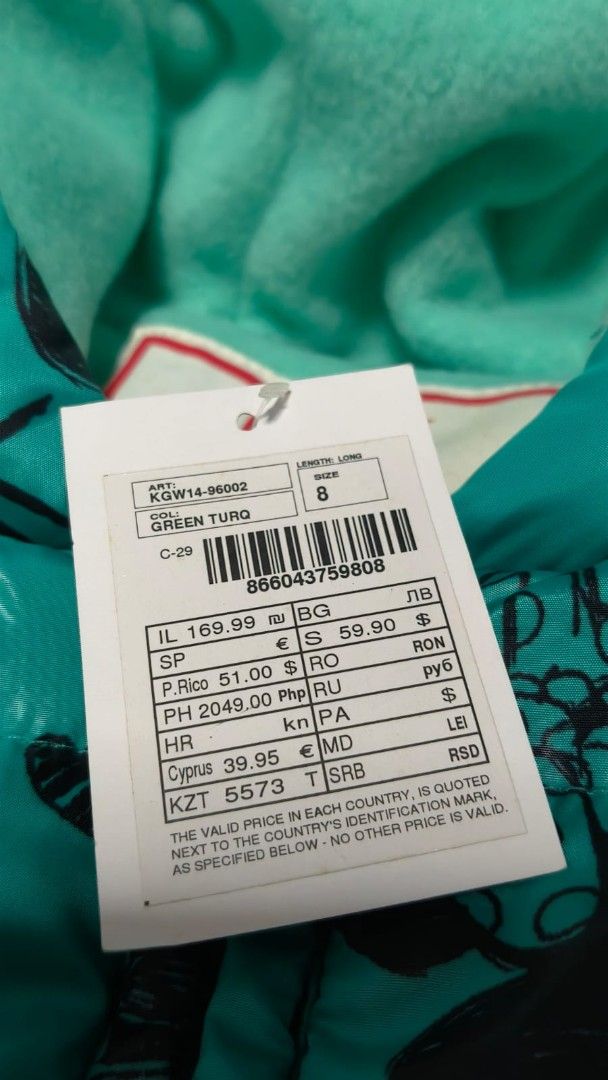 ART:
KGW14-96002
COL:
GREEN TURQ
LENGTH: LONG
SIZE
8
C-29
866043759808
IL 169.99 ₪ BG ЛВ
SP € S 59.90 $
P.Rico 51.00 $ RO RON
PH 2049.00 Php RU руб
HR kn PA $
Cyprus 39.95 € MD LEI
KZT 5573 T SRB RSD
THE VALID PRICE IN EACH COUNTRY, IS QUOTED
NEXT TO THE COUNTRY'S IDENTIFICATION MARK,
AS SPECIFIED BELOW - NO OTHER PRICE IS VALID.